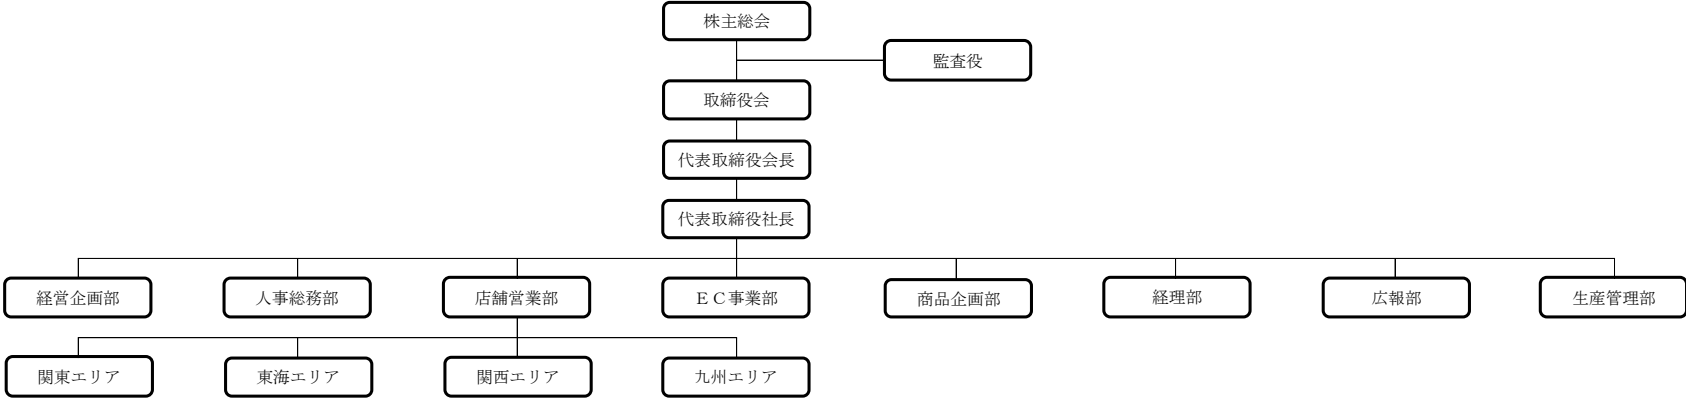 株主総会
監査役
取締役会
代表取締役会長
代表取締役社長
経営企画部
人事総務部
店舗営業部
ＥＣ事業部
商品企画部
経理部
広報部
生産管理部
関東エリア
東海エリア
関西エリア
九州エリア